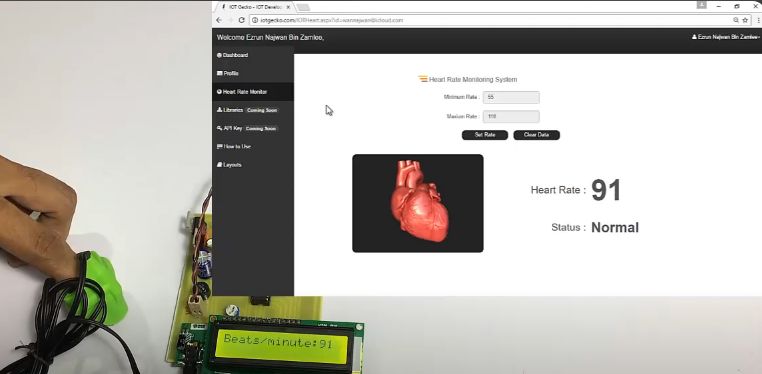 IOT Gecko - IOT Develop
iotgecko.com/IOTHeart.aspx?id=wannajwan@icloud.com
Welcome Ezrun Najwan Bin Zamlee,
Ezrun Najwan Bin Zamlee
Dashboard
Profile
Heart Rate Monitor
Libraries Coming Soon
API Key Coming Soon
How to Use
Layouts
Heart Rate Monitoring System
Minimum Rate : 55
Maxium Rate : 110
Set Rate Clear Data
Heart Rate : 91
Status : Normal
Beats/minute:91